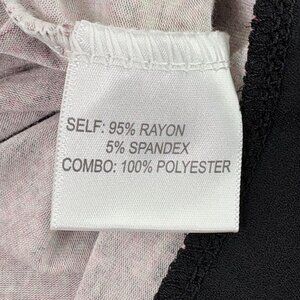 SELF: 95% RAYON
5% SPANDEX
COMBO: 100% POLYESTER